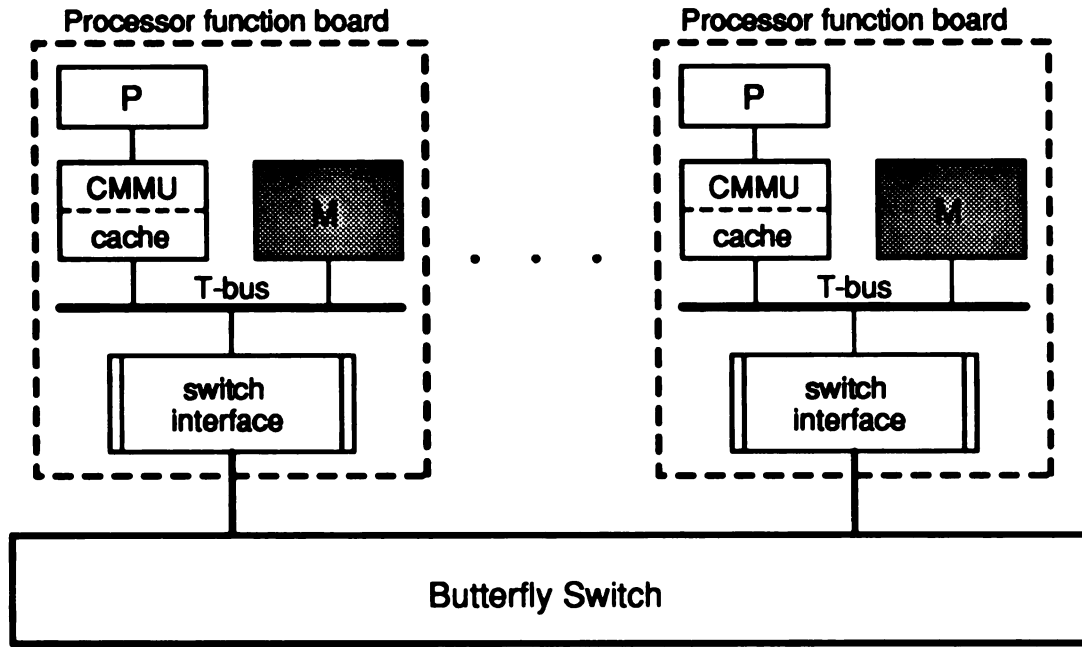 Processor function board
P
CMMU
cache
M
T-bus
switch
interface
. . .
Processor function board
P
CMMU
cache
M
T-bus
switch
interface
Butterfly Switch